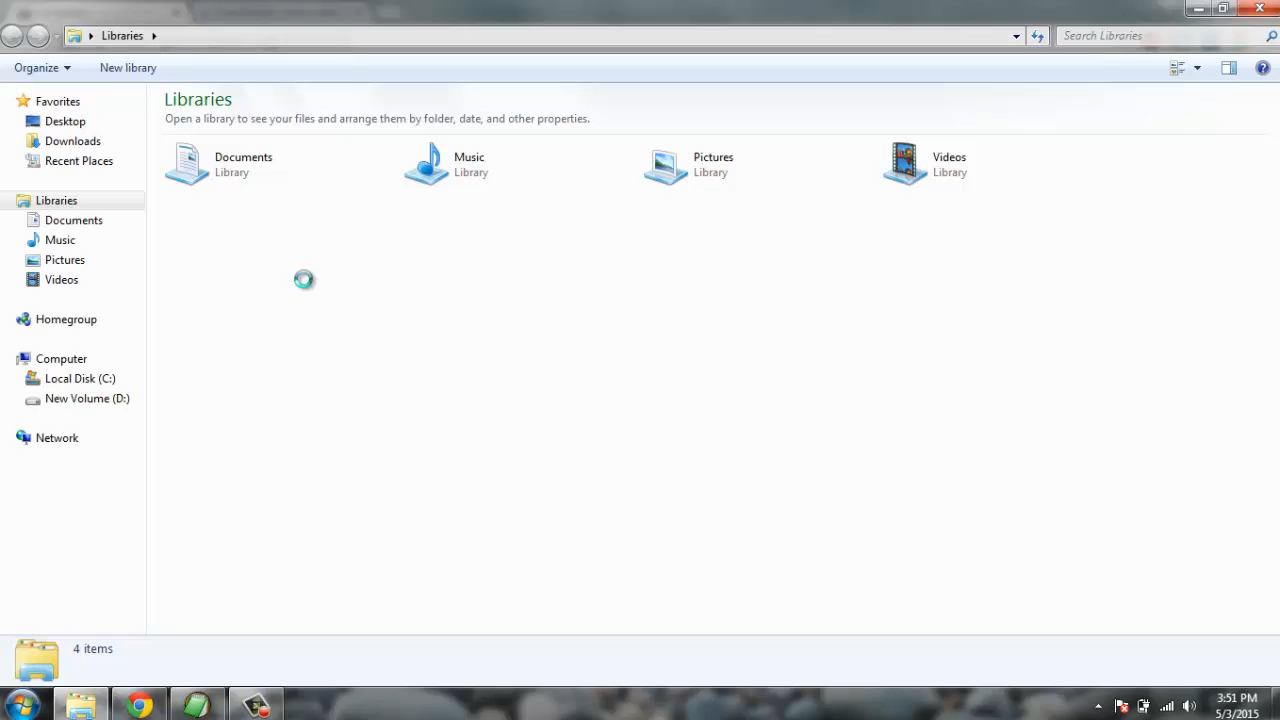 Libraries
Search Libraries
Organize
New library
Favorites
Desktop
Downloads
Recent Places
Libraries
Documents
Music
Pictures
Videos
Homegroup
Computer
Local Disk (C:)
New Volume (D:)
Network
Libraries
Open a library to see your files and arrange them by folder, date, and other properties.
Documents
Library
Music
Library
Pictures
Library
Videos
Library
4 items
3:51 PM
5/3/2015